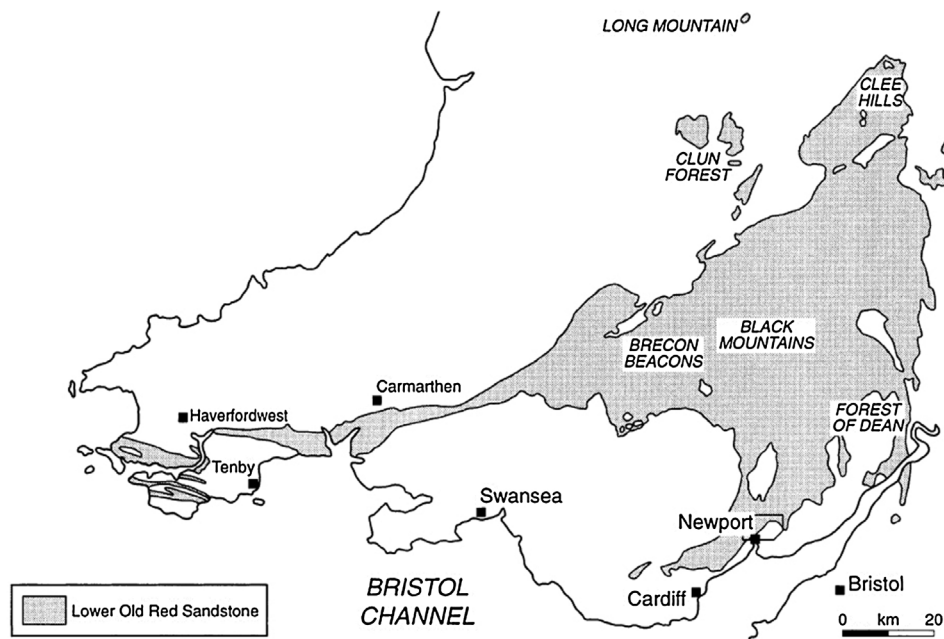 LONG MOUNTAIN
CLEE
HILLS
CLUN
FOREST
BLACK
MOUNTAINS
BRECON
BEACONS
Carmarthen
Haverfordwest
FOREST
OF DEAN
Tenby
Swansea
Newport
BRISTOL
CHANNEL
Cardiff
Bristol
Lower Old Red Sandstone
0 km 20